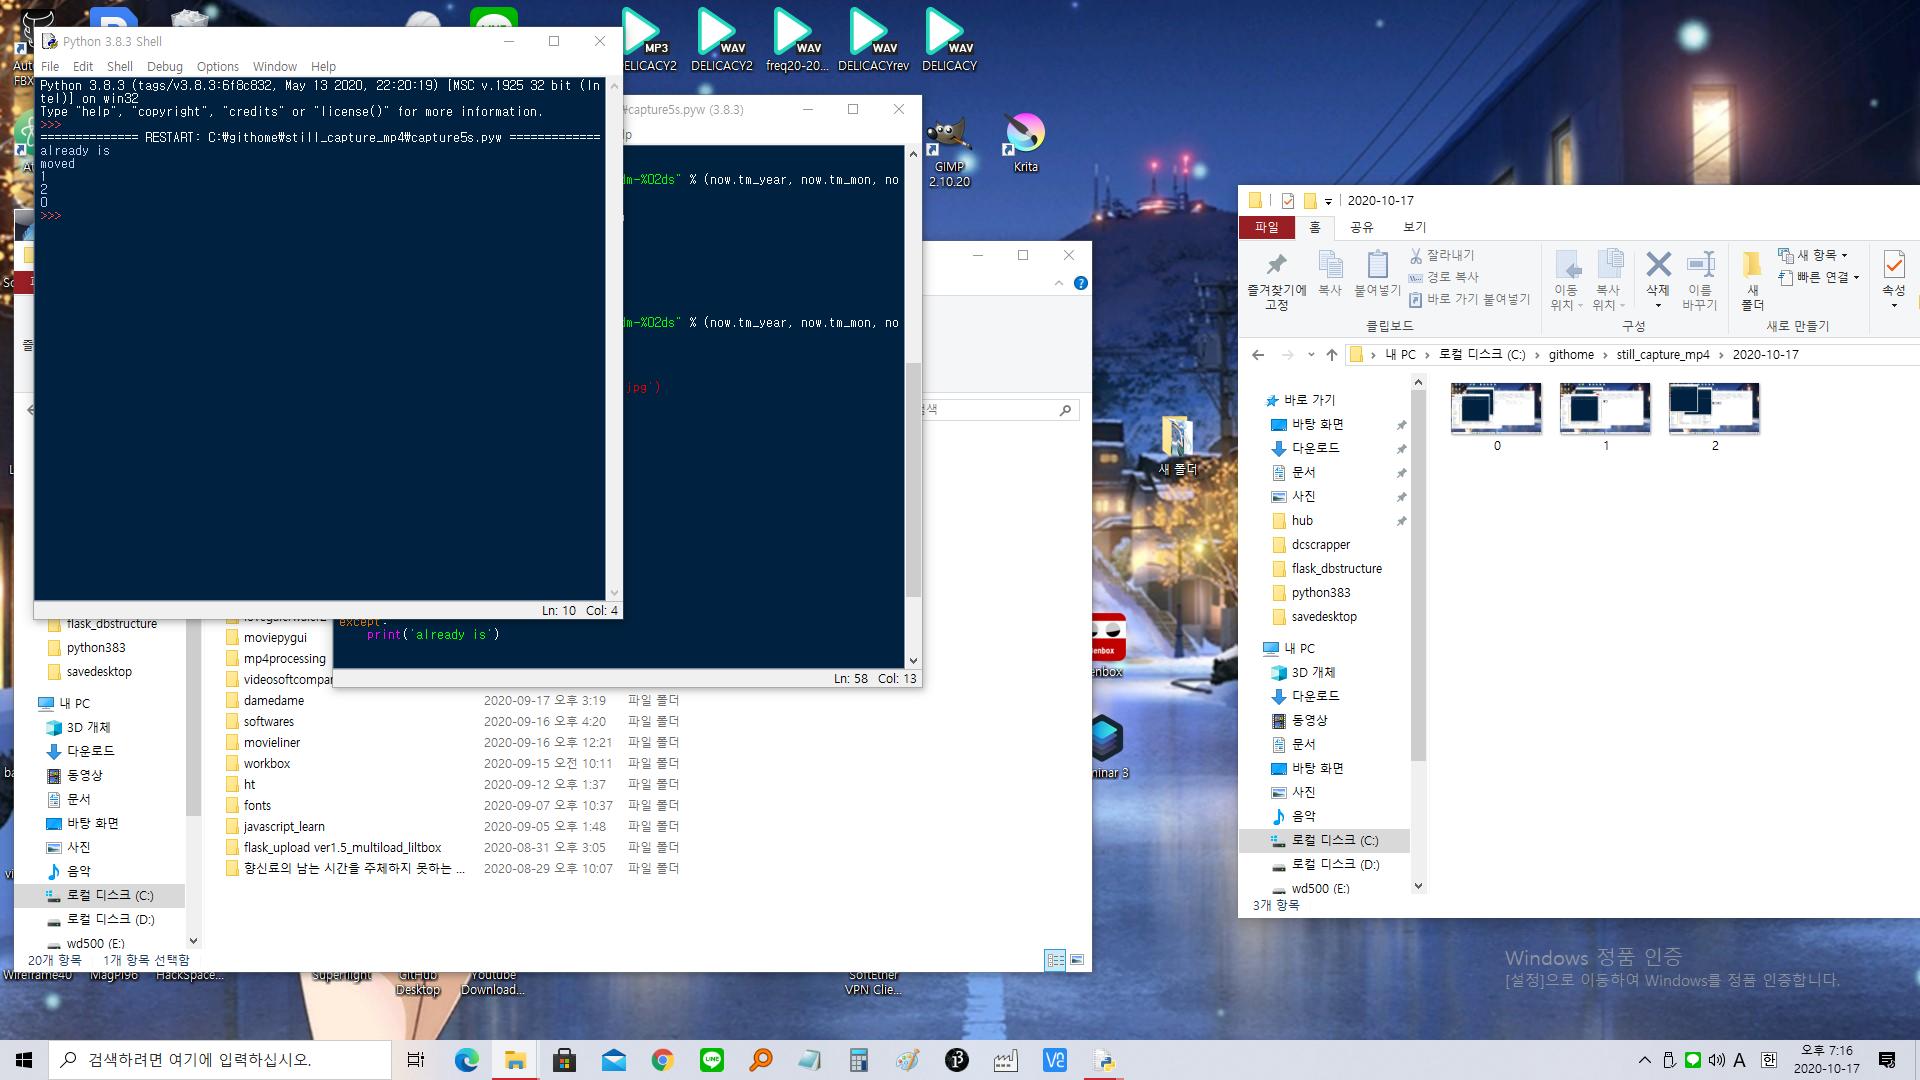 MP3
WAV
WAV
WAV
WAV
DELICACY2
DELICACY2
freq20-20...
DELICACYrev
DELICACY
GIMP
2.10.20
Krita
새 폴더
Python 3.8.3 Shell
File Edit Shell Debug Options Window Help
Python 3.8.3 (tags/v3.8.3:6f8c832, May 13 2020, 22:20:19) [MSC v.1925 32 bit (In
tel)] on win32
Type "help", "copyright", "credits" or "license()" for more information.
>>>
============== RESTART: C:₩githome₩still_capture_mp4₩capture5s.pyw =============
already is
moved
1
2
0
>>>
Ln: 10 Col: 4
₩capture5s.pyw (3.8.3)
lp
dm-%02ds" % (now.tm_year, now.tm_mon, no
dm-%02ds" % (now.tm_year, now.tm_mon, no
jpg')
except:
print('already is')
Ln: 58 Col: 13
검색
flask_dbstructure
python383
savedesktop
내 PC
3D 개체
다운로드
동영상
문서
바탕 화면
사진
음악
로컬 디스크 (C:)
로컬 디스크 (D:)
wd500 (E:)
moviepygui
mp4processing
videosoftcompar
damedame 2020-09-17 오후 3:19 파일 폴더
softwares 2020-09-16 오후 4:20 파일 폴더
movieliner 2020-09-16 오후 12:21 파일 폴더
workbox 2020-09-15 오전 10:11 파일 폴더
ht 2020-09-12 오후 1:37 파일 폴더
fonts 2020-09-07 오후 10:37 파일 폴더
javascript_learn 2020-09-05 오후 1:48 파일 폴더
flask_upload ver1.5_multiload_liltbox 2020-08-31 오후 3:05 파일 폴더
향신료의 남는 시간을 주체하지 못하는 ... 2020-08-29 오후 10:07 파일 폴더
20개 항목 1개 항목 선택함
Wireframe40
MagPi96
HackSpace...
Superflight
GitHub
Desktop
Youtube
Download...
SoftEther
VPN Clie...
enbox
minar 3
2020-10-17
파일 홈 공유 보기
즐겨찾기에
고정
복사
붙여넣기
잘라내기
경로 복사
바로 가기 붙여넣기
클립보드
이동
위치
복사
위치
삭제
이름
바꾸기
구성
새
폴더
새 항목
빠른 연결
새로 만들기
속성
내 PC > 로컬 디스크 (C:) > githome > still_capture_mp4 > 2020-10-17
바로 가기
바탕 화면
다운로드
문서
사진
hub
dcscrapper
flask_dbstructure
python383
savedesktop
내 PC
3D 개체
다운로드
동영상
문서
바탕 화면
사진
음악
로컬 디스크 (C:)
로컬 디스크 (D:)
wd500 (E:)
0
1
2
3개 항목
Windows 정품 인증
[설정]으로 이동하여 Windows를 정품 인증합니다.
검색하려면 여기에 입력하십시오.
A
한
오후 7:16
2020-10-17